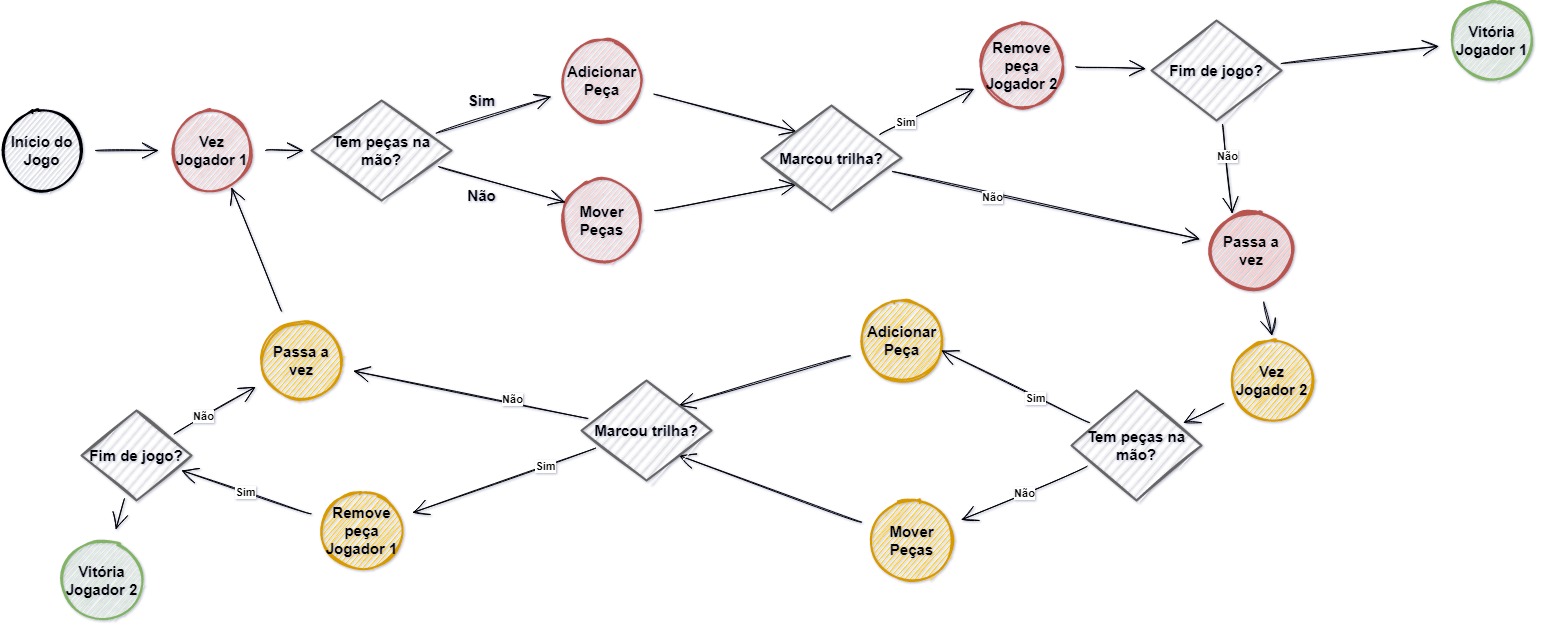 Início do
Jogo
Vez
Jogador 1
Tem peças na
mão?
Sim
Não
Adicionar
Peça
Mover
Peças
Marcou trilha?
Sim
Não
Remove
peça
Jogador 2
Fim de jogo?
Não
Vitória
Jogador 1
Passa a
vez
Vez
Jogador 2
Tem peças na
mão?
Sim
Não
Adicionar
Peça
Mover
Peças
Marcou trilha?
Não
Sim
Remove
peça
Jogador 1
Sim
Fim de jogo?
Não
Passa a
vez
Vitória
Jogador 2